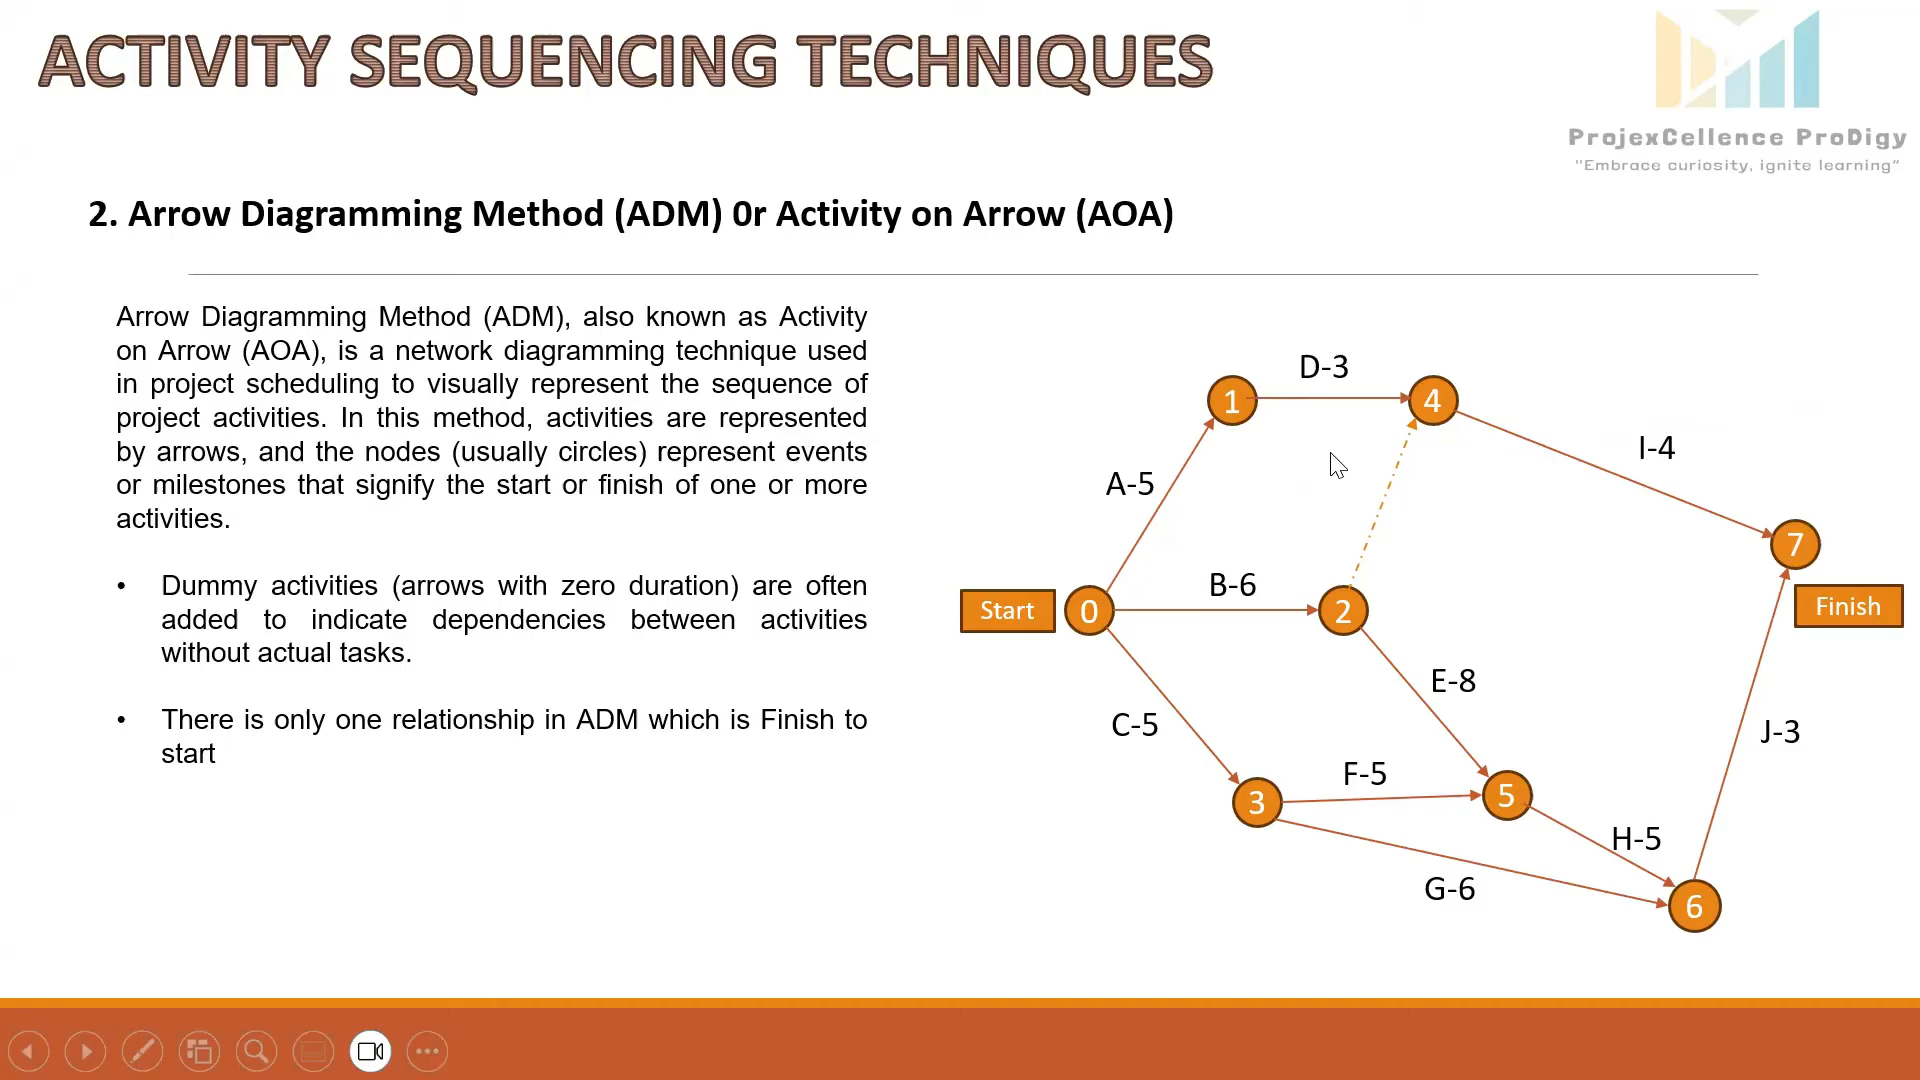 ACTIVITY SEQUENCING TECHNIQUES
ProjexCellence ProDigy
"Embrace curiosity, ignite learning"
2. Arrow Diagramming Method (ADM) 0r Activity on Arrow (AOA)
Arrow Diagramming Method (ADM), also known as Activity
on Arrow (AOA), is a network diagramming technique used
in project scheduling to visually represent the sequence of
project activities. In this method, activities are represented
by arrows, and the nodes (usually circles) represent events
or milestones that signify the start or finish of one or more
activities.
• Dummy activities (arrows with zero duration) are often
added to indicate dependencies between activities
without actual tasks.
• There is only one relationship in ADM which is Finish to
start
D-3
1
4
I-4
A-5
7
B-6
Start
0
2
Finish
E-8
C-5
J-3
F-5
3
5
H-5
G-6
6